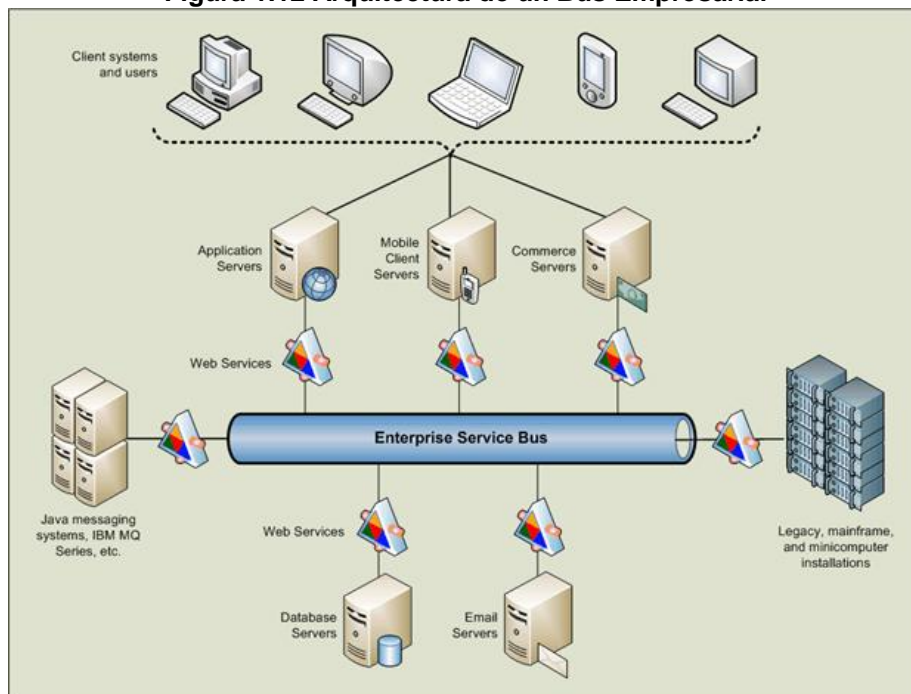 Figura 1.12 Arquitectura de un Bus Empresarial
Client systems
and users
Application
Servers
Mobile
Client
Servers
Commerce
Servers
Web Services
Enterprise Service Bus
Java messaging
systems, IBM MQ
Series, etc.
Web Services
Legacy, mainframe,
and minicomputer
installations
Database
Servers
Email
Servers